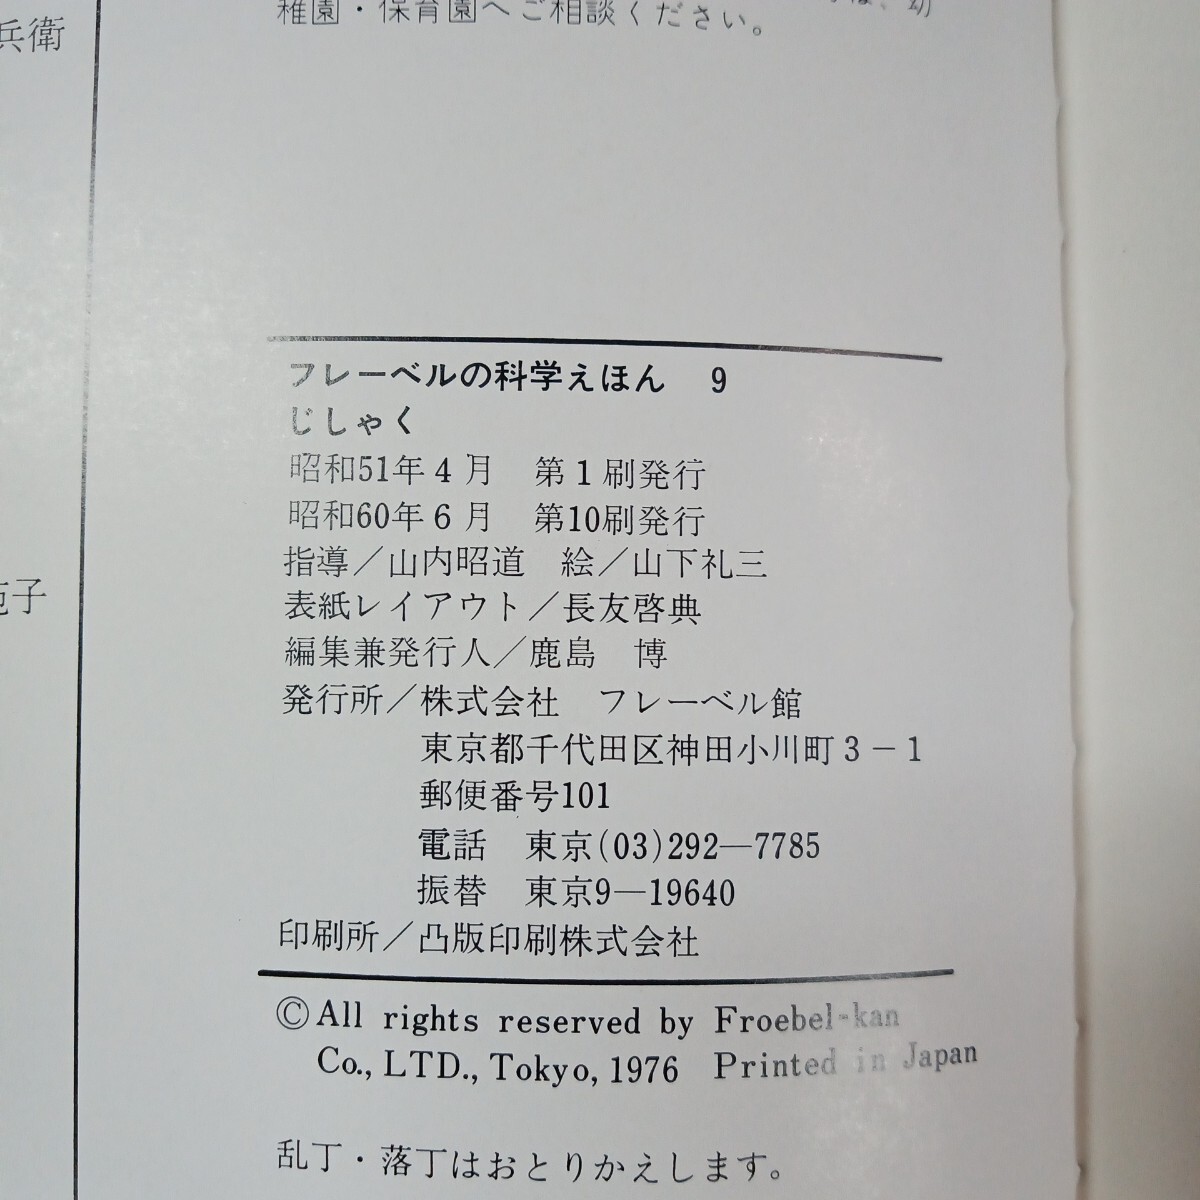 兵衛
子
稚園・保育園へご相談ください。
フレーベルの科学えほん 9
じしゃく
昭和51年4月 第1刷発行
昭和60年6月 第10刷発行
指導／山内昭道 絵／山下礼三
表紙レイアウト／長友啓典
編集兼発行人／鹿島 博
発行所／株式会社 フレーベル館
東京都千代田区神田小川町3－1
郵便番号101
電話 東京(03)292―7785
振替 東京9―19640
印刷所／凸版印刷株式会社
©All rights reserved by Froebel-kan
Co., LTD., Tokyo, 1976 Printed in Japan
乱丁・落丁はおとりかえします。